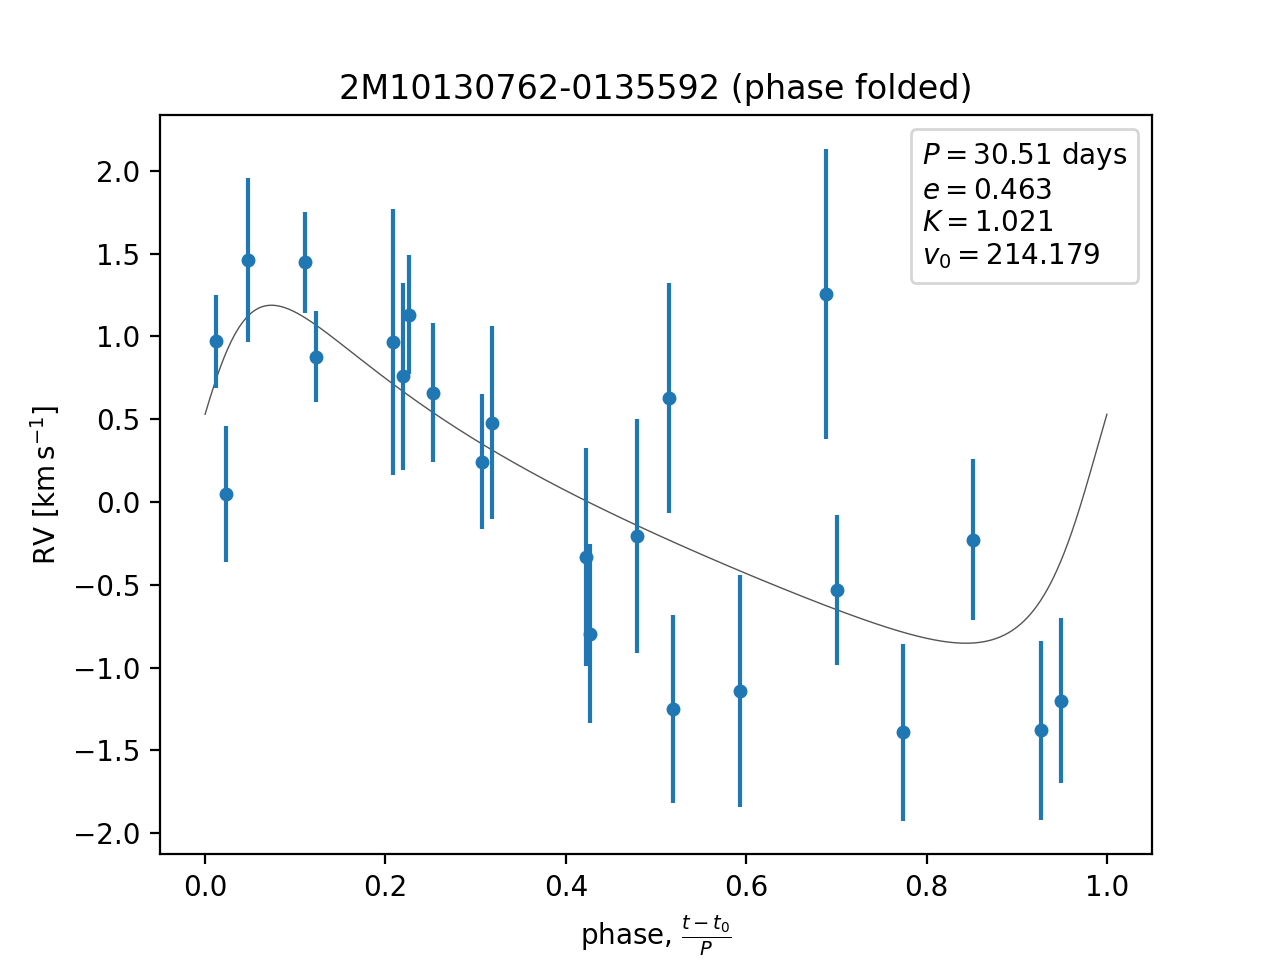 2M10130762-0135592 (phase folded)
P = 30.51 days
e = 0.463
K = 1.021
v₀ = 214.179
RV [km s⁻¹]
2.0
1.5
1.0
0.5
0.0
−0.5
−1.0
−1.5
−2.0
0.0 0.2 0.4 0.6 0.8 1.0
phase, (t − t₀)/P